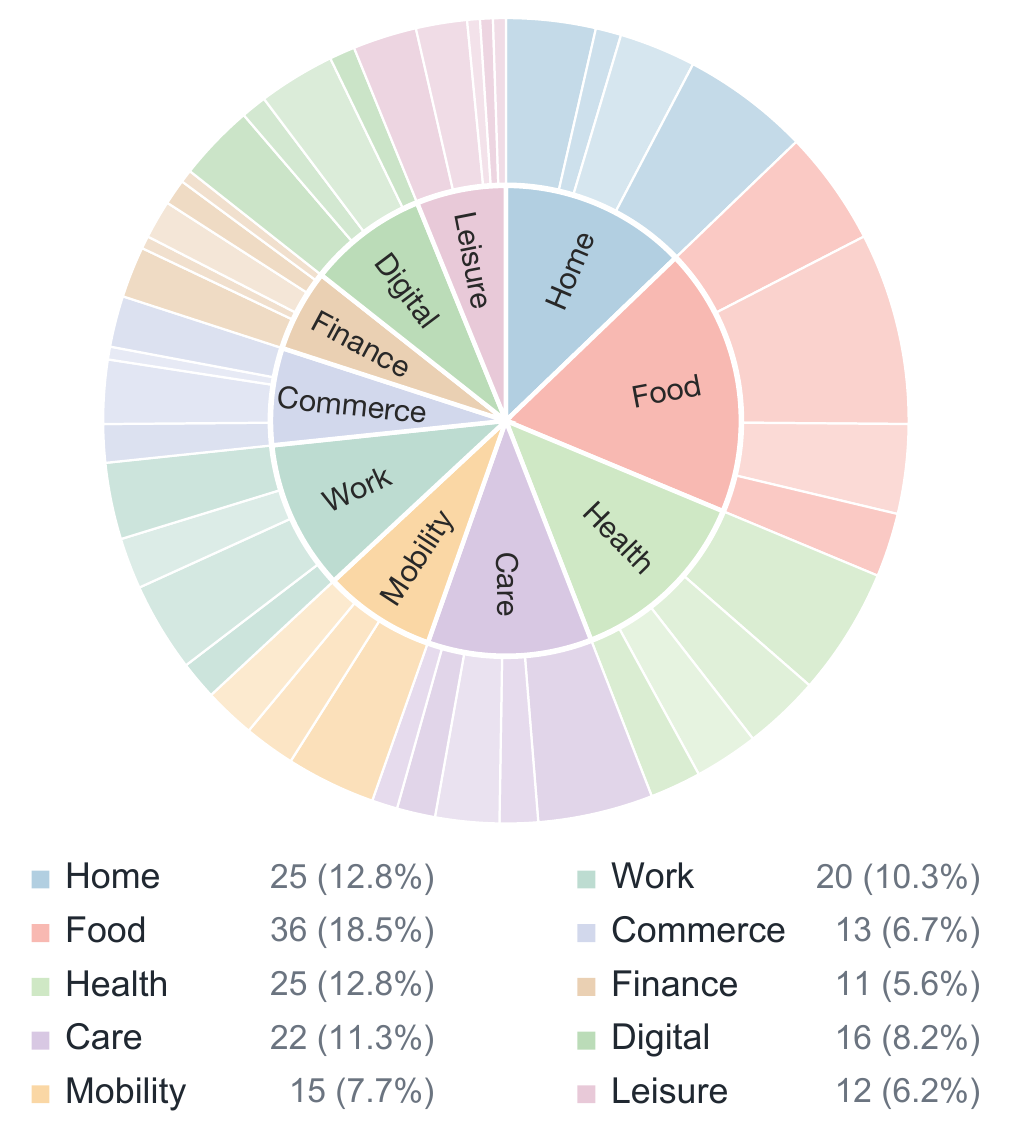 Home
Food
Health
Care
Mobility
Work
Commerce
Finance
Digital
Leisure
Home 25 (12.8%)
Food 36 (18.5%)
Health 25 (12.8%)
Care 22 (11.3%)
Mobility 15 (7.7%)
Work 20 (10.3%)
Commerce 13 (6.7%)
Finance 11 (5.6%)
Digital 16 (8.2%)
Leisure 12 (6.2%)